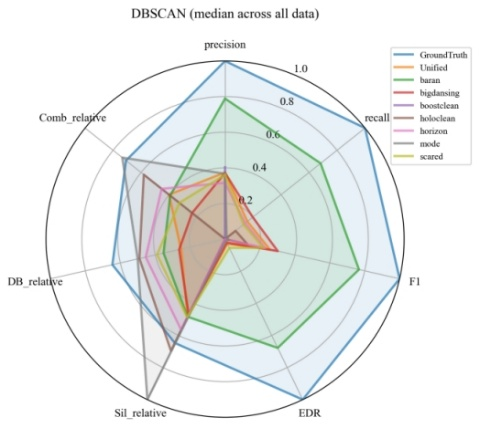 DBSCAN (median across all data)
precision
1.0
0.8
0.6
0.4
0.2
recall
F1
EDR
Sil_relative
DB_relative
Comb_relative
GroundTruth
Unified
baran
bigdansing
boostclean
holoclean
horizon
mode
scared